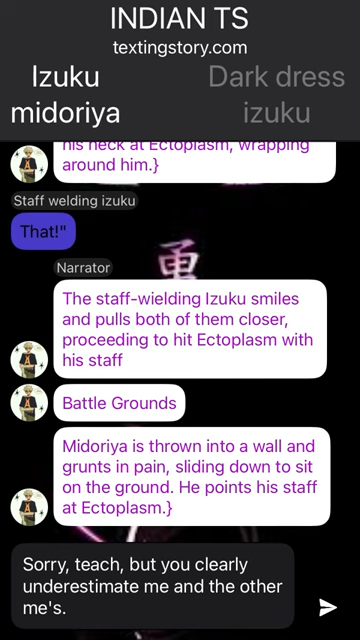 INDIAN TS
textingstory.com
Izuku midoriya
Dark dress izuku
his neck at Ectoplasm, wrapping
around him.}
Staff welding izuku
That!"
勇
Narrator
The staff-wielding Izuku smiles
and pulls both of them closer,
proceeding to hit Ectoplasm with
his staff
Battle Grounds
Midoriya is thrown into a wall and
grunts in pain, sliding down to sit
on the ground. He points his staff
at Ectoplasm.}
Sorry, teach, but you clearly
underestimate me and the other
me's.